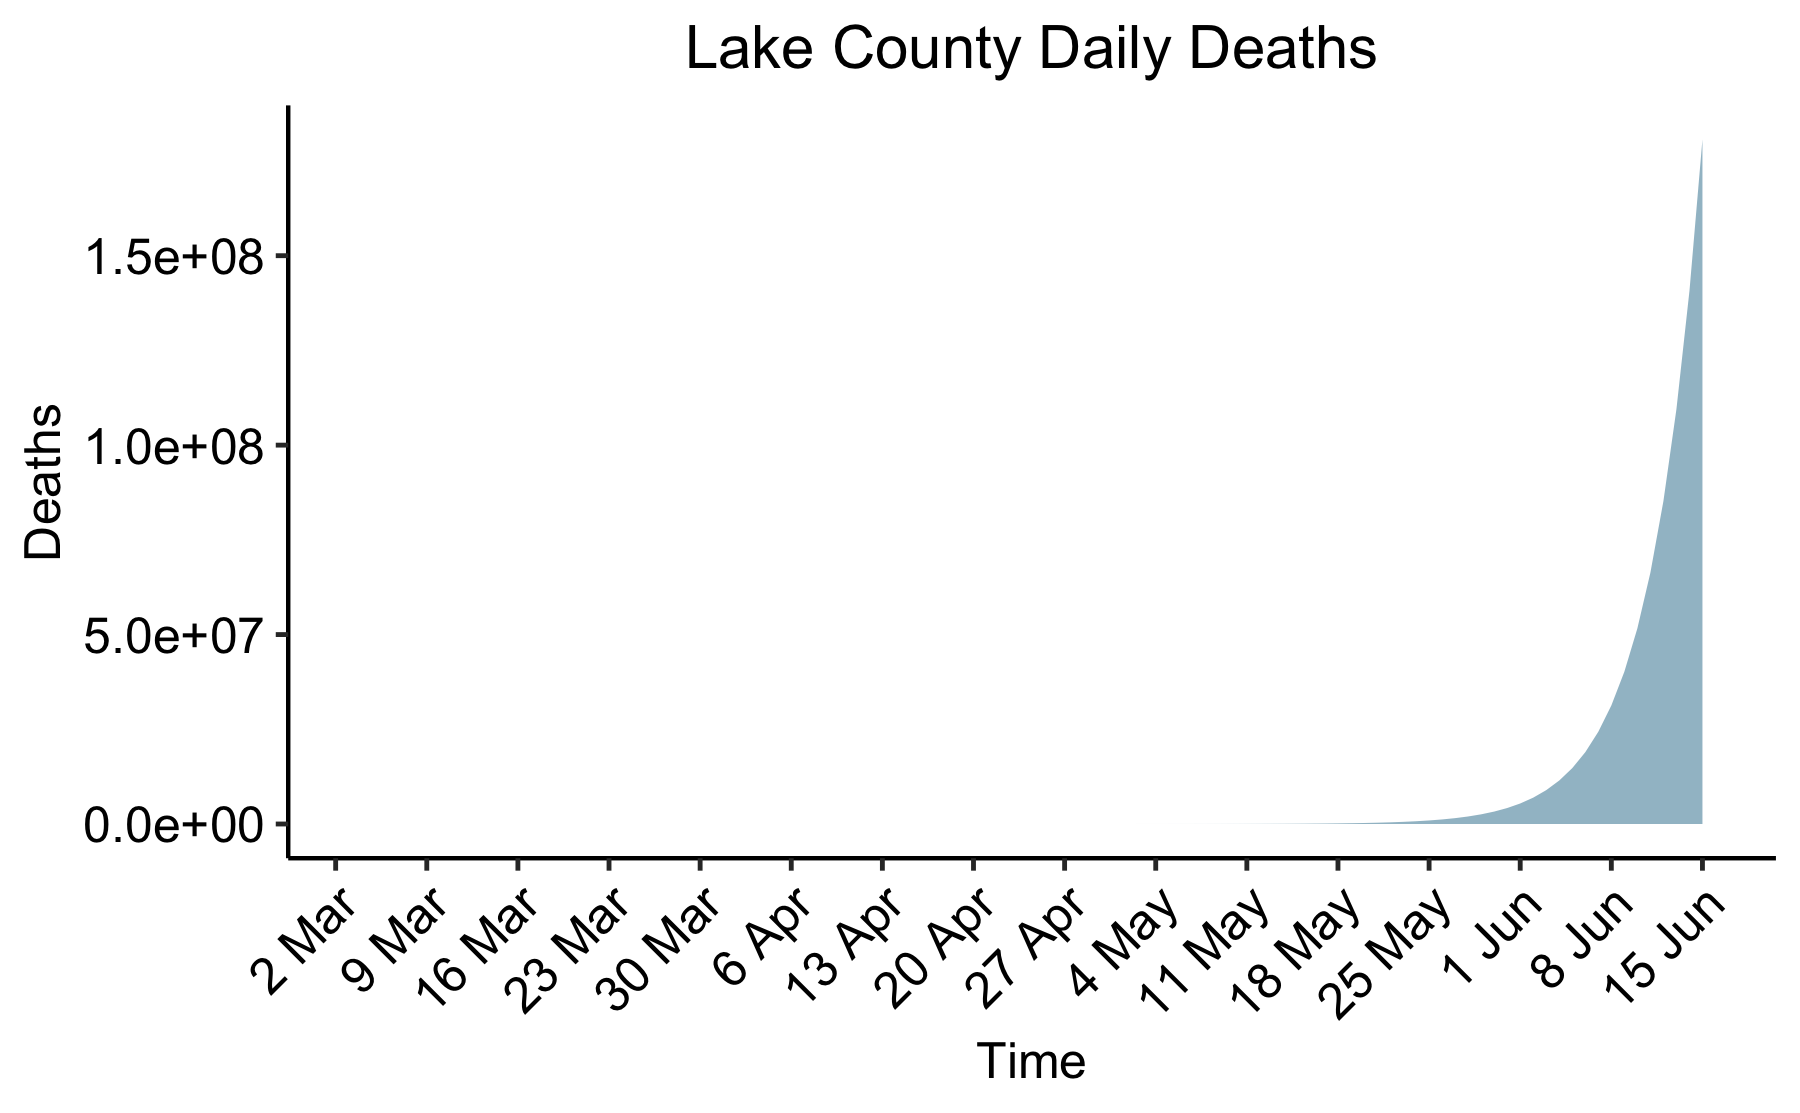 Lake County Daily Deaths
Deaths
1.5e+08
1.0e+08
5.0e+07
0.0e+00
2 Mar
9 Mar
16 Mar
23 Mar
30 Mar
6 Apr
13 Apr
20 Apr
27 Apr
4 May
11 May
18 May
25 May
1 Jun
8 Jun
15 Jun
Time